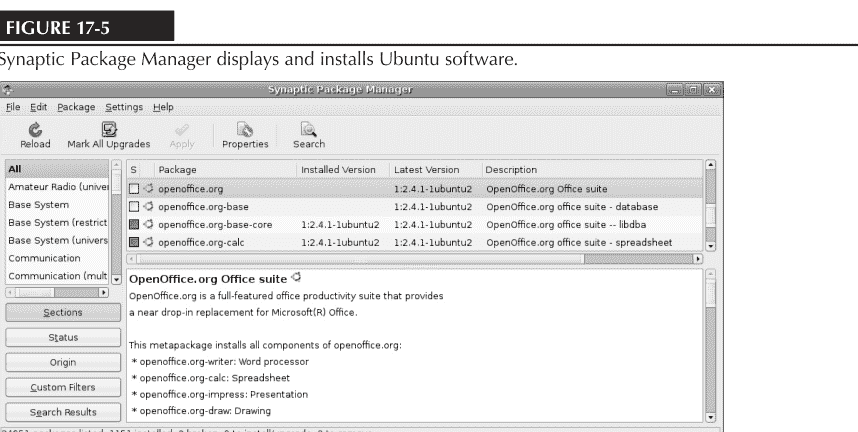 FIGURE 17-5
Synaptic Package Manager displays and installs Ubuntu software.
Synaptic Package Manager
File Edit Package Settings Help
Reload Mark All Upgrades Apply Properties Search
All
Amateur Radio (univer
Base System
Base System (restrict
Base System (univers
Communication
Communication (mult
Sections
Status
Origin
Custom Filters
Search Results
S Package Installed Version Latest Version Description
openoffice.org 1:2.4.1-1ubuntu2 OpenOffice.org Office suite
openoffice.org-base 1:2.4.1-1ubuntu2 OpenOffice.org office suite - database
openoffice.org-base-core 1:2.4.1-1ubuntu2 1:2.4.1-1ubuntu2 OpenOffice.org office suite -- libdba
openoffice.org-calc 1:2.4.1-1ubuntu2 1:2.4.1-1ubuntu2 OpenOffice.org office suite - spreadsheet
OpenOffice.org Office suite
OpenOffice.org is a full-featured office productivity suite that provides
a near drop-in replacement for Microsoft(R) Office.
This metapackage installs all components of openoffice.org:
* openoffice.org-writer: Word processor
* openoffice.org-calc: Spreadsheet
* openoffice.org-impress: Presentation
* openoffice.org-draw: Drawing